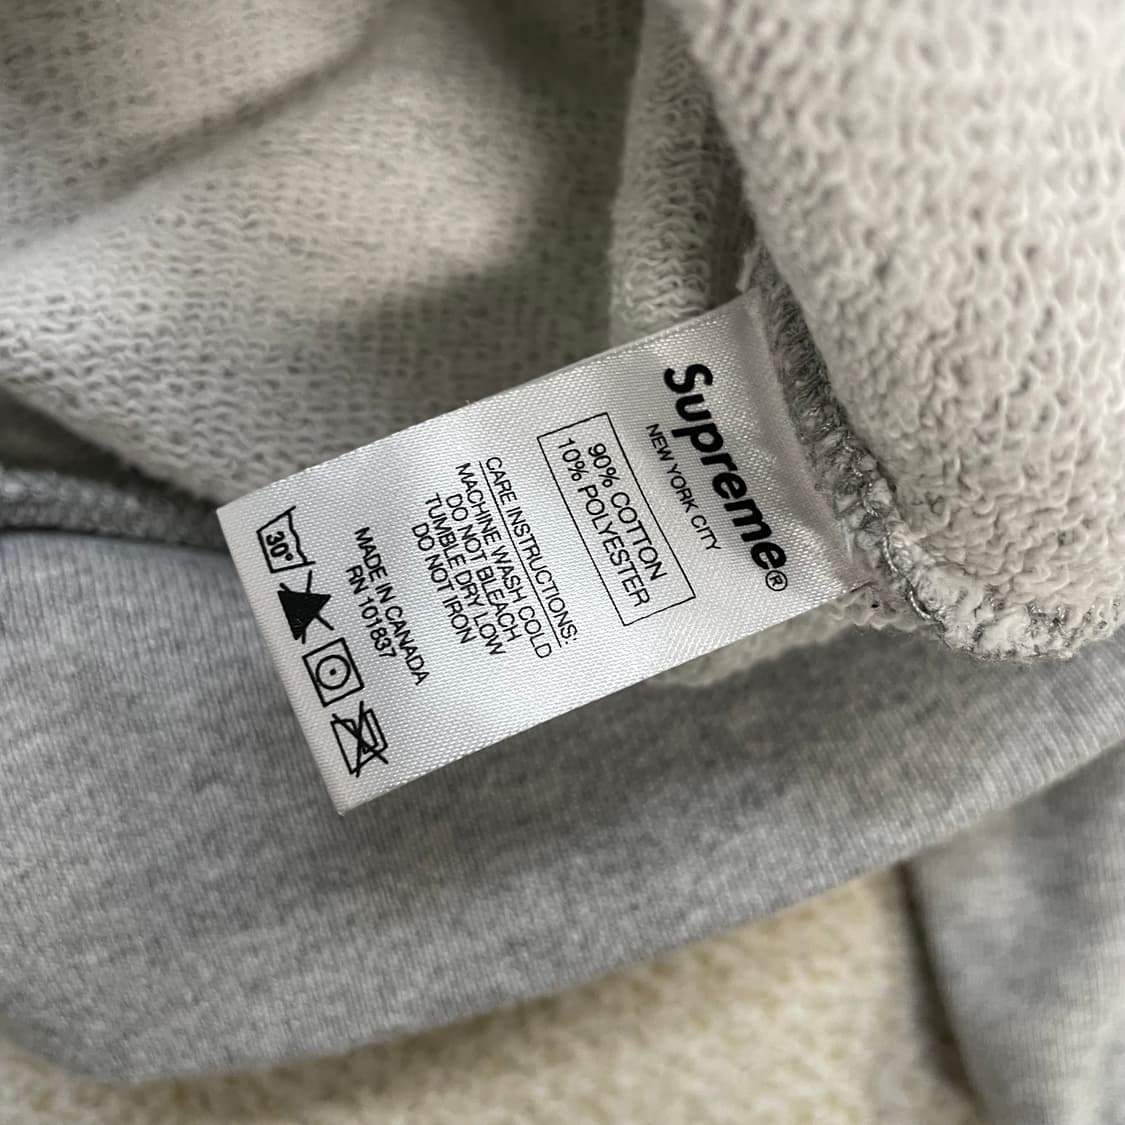 Supreme®
NEW YORK CITY
90% COTTON
10% POLYESTER
CARE INSTRUCTIONS:
MACHINE WASH COLD
DO NOT BLEACH
TUMBLE DRY LOW
DO NOT IRON
MADE IN CANADA
RN 101837
30°